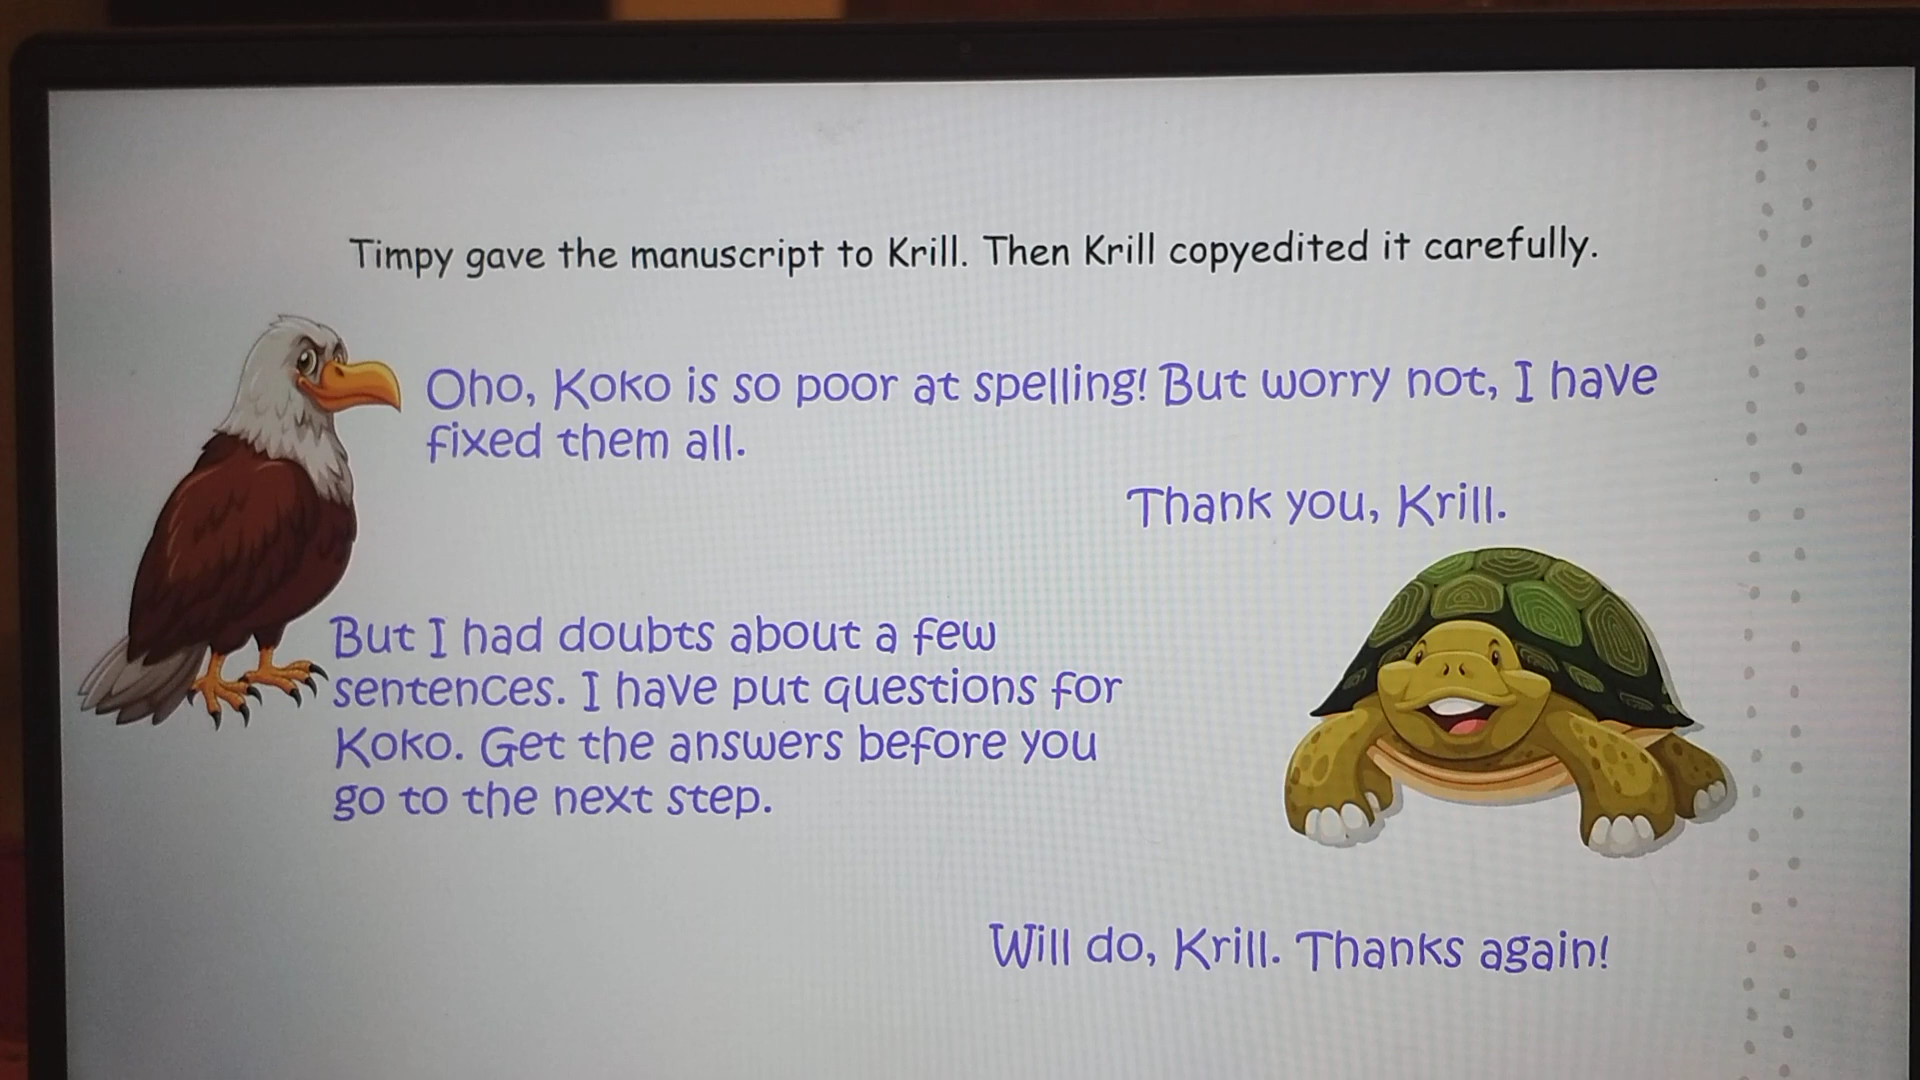 Timpy gave the manuscript to Krill. Then Krill copyedited it carefully.
Oho, Koko is so poor at spelling! But worry not, I have
fixed them all.
Thank you, Krill.
But I had doubts about a few
sentences. I have put questions for
Koko. Get the answers before you
go to the next step.
Will do, Krill. Thanks again!